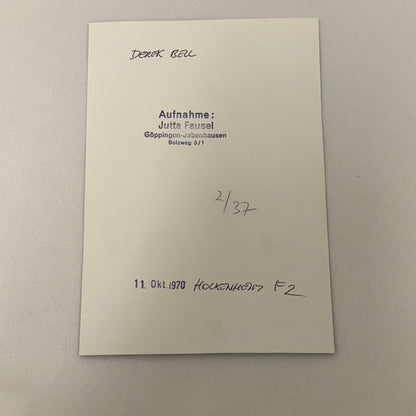 DEREK BELL
Aufnahme:
Jutta Fausel
Göppingen-Jebenhausen
Bolzweg 5/1
2/37
11. Okt. 1970 HOCKENHEIM F2